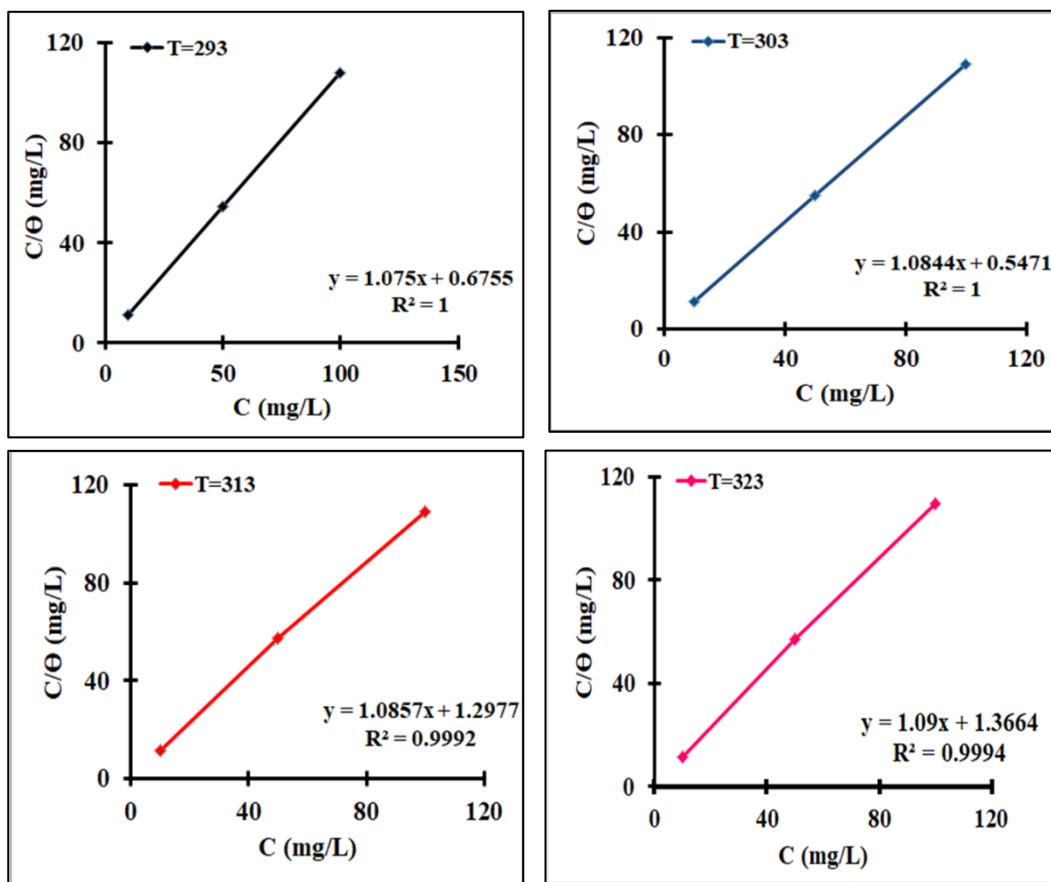 T=293
120
80
40
0
C/Ө (mg/L)
y = 1.075x + 0.6755
R² = 1
0 50 100 150
C (mg/L)
T=303
120
80
40
0
C/Ө (mg/L)
y = 1.0844x + 0.5471
R² = 1
0 40 80 120
C (mg/L)
T=313
120
80
40
0
C/Ө (mg/L)
y = 1.0857x + 1.2977
R² = 0.9992
0 40 80 120
C (mg/L)
T=323
120
80
40
0
C/Ө (mg/L)
y = 1.09x + 1.3664
R² = 0.9994
0 40 80 120
C (mg/L)